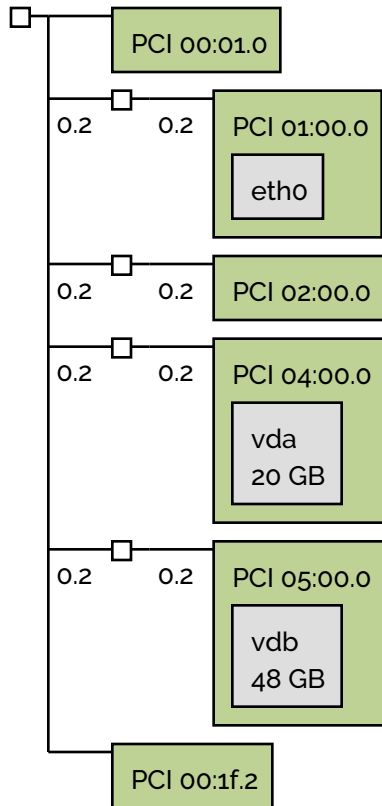 PCI 00:01.0
PCI 01:00.0
0.2 0.2
eth0
PCI 02:00.0
0.2 0.2
PCI 04:00.0
0.2 0.2
vda
20 GB
PCI 05:00.0
0.2 0.2
vdb
48 GB
PCI 00:1f.2